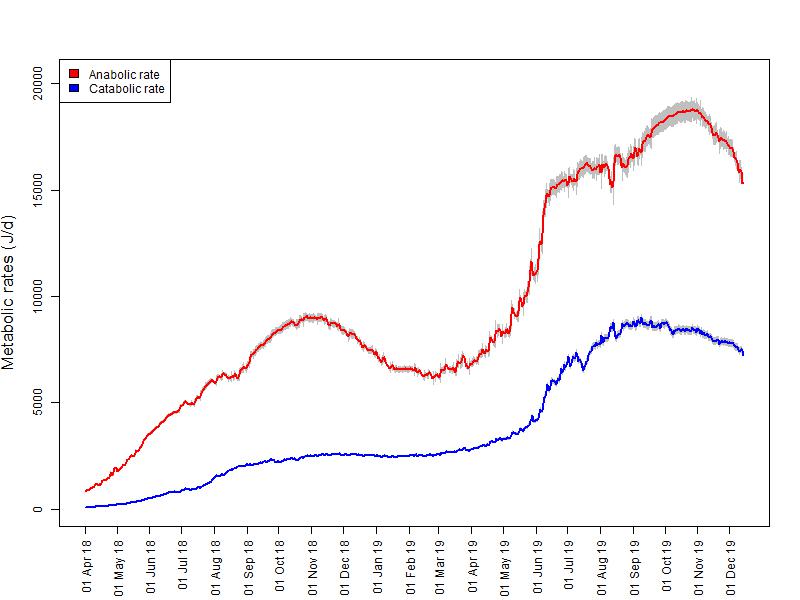 Anabolic rate
Catabolic rate
Metabolic rates (J/d)
20000
15000
10000
5000
0
01 Apr 18
01 May 18
01 Jun 18
01 Jul 18
01 Aug 18
01 Sep 18
01 Oct 18
01 Nov 18
01 Dec 18
01 Jan 19
01 Feb 19
01 Mar 19
01 Apr 19
01 May 19
01 Jun 19
01 Jul 19
01 Aug 19
01 Sep 19
01 Oct 19
01 Nov 19
01 Dec 19